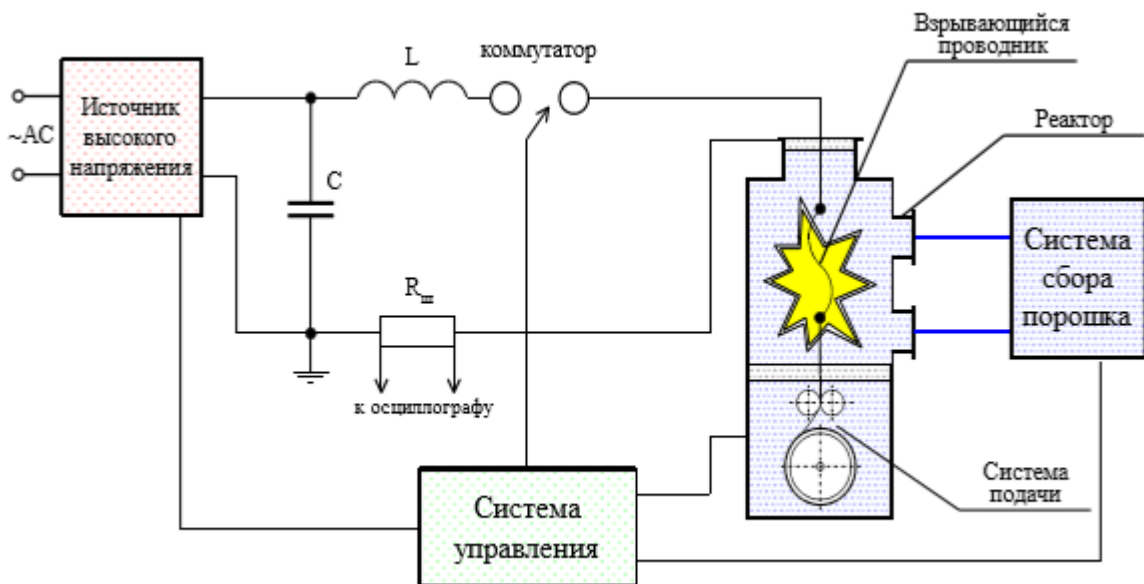 Взрывающийся
проводник
L
коммутатор
Источник
высокого
напряжения
~AC
Реактор
C
Система
сбора
порошка
Rш
к осциллографу
Система
подачи
Система
управления